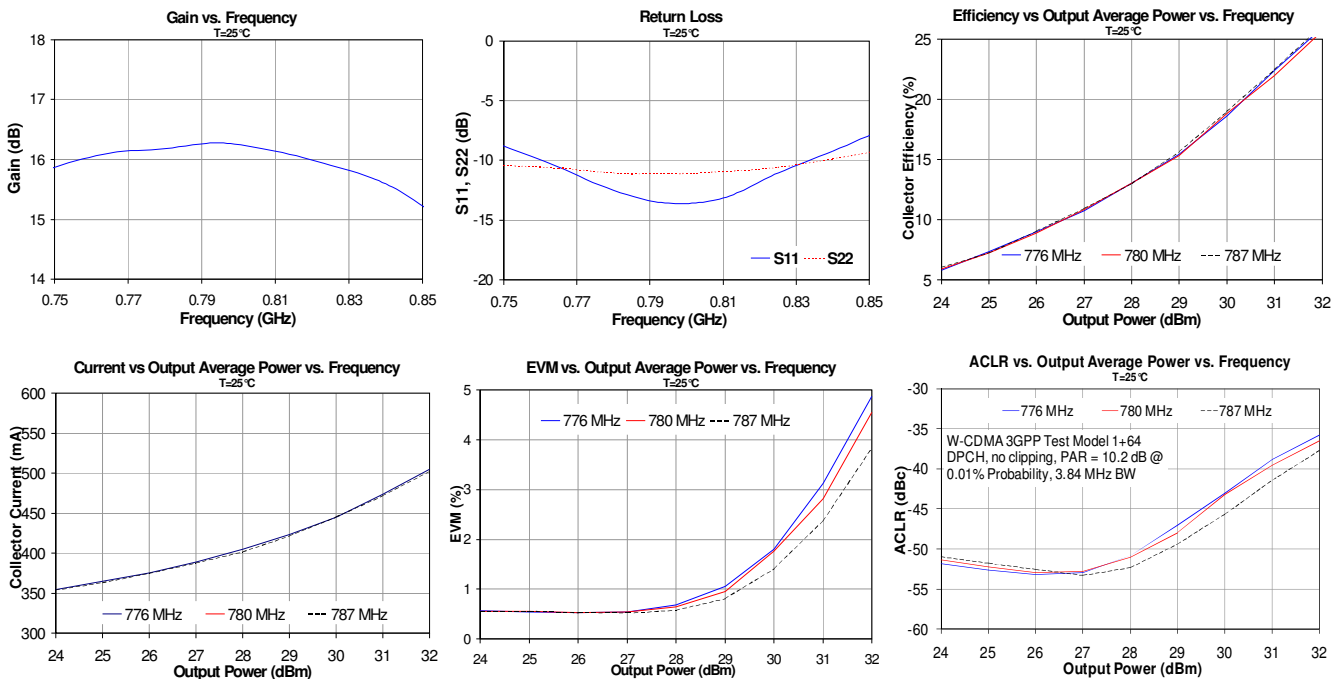 Gain vs. Frequency
T=25°C
18
17
16
15
14
Gain (dB)
0.75 0.77 0.79 0.81 0.83 0.85
Frequency (GHz)
Return Loss
T=25°C
0
-5
-10
-15
-20
S11, S22 (dB)
S11 S22
0.75 0.77 0.79 0.81 0.83 0.85
Frequency (GHz)
Efficiency vs Output Average Power vs. Frequency
T=25°C
25
20
15
10
5
Collector Efficiency (%)
776 MHz 780 MHz 787 MHz
24 25 26 27 28 29 30 31 32
Output Power (dBm)
Current vs Output Average Power vs. Frequency
T=25°C
600
550
500
450
400
350
300
Collector Current (mA)
776 MHz 780 MHz 787 MHz
24 25 26 27 28 29 30 31 32
Output Power (dBm)
EVM vs. Output Average Power vs. Frequency
T=25°C
5
4
3
2
1
0
EVM (%)
776 MHz 780 MHz 787 MHz
24 25 26 27 28 29 30 31 32
Output Power (dBm)
ACLR vs. Output Average Power vs. Frequency
T=25°C
-30
-35
-40
-45
-50
-55
-60
ACLR (dBc)
776 MHz 780 MHz 787 MHz
W-CDMA 3GPP Test Model 1+64
DPCH, no clipping, PAR = 10.2 dB @
0.01% Probability, 3.84 MHz BW
24 25 26 27 28 29 30 31 32
Output Power (dBm)